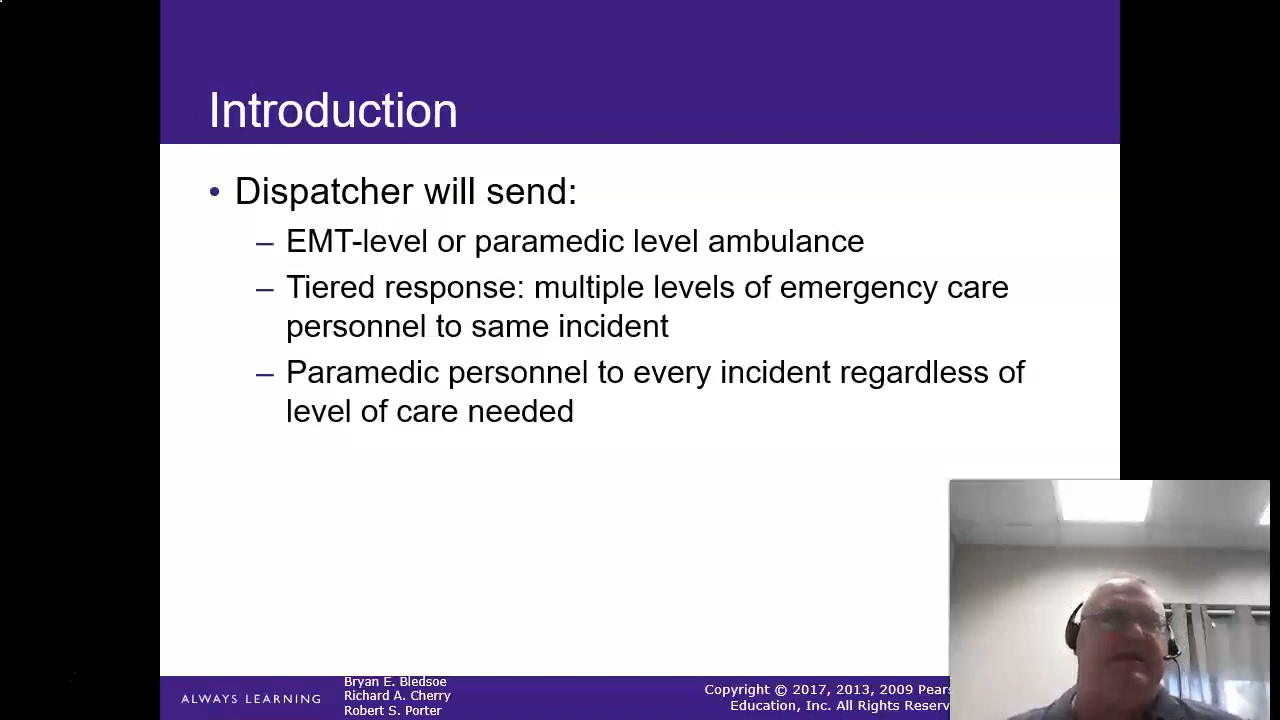 Introduction
• Dispatcher will send:
– EMT-level or paramedic level ambulance
– Tiered response: multiple levels of emergency care
personnel to same incident
– Paramedic personnel to every incident regardless of
level of care needed
ALWAYS LEARNING
Bryan E. Bledsoe
Richard A. Cherry
Robert S. Porter
Copyright © 2017, 2013, 2009
Education, Inc. All Rights